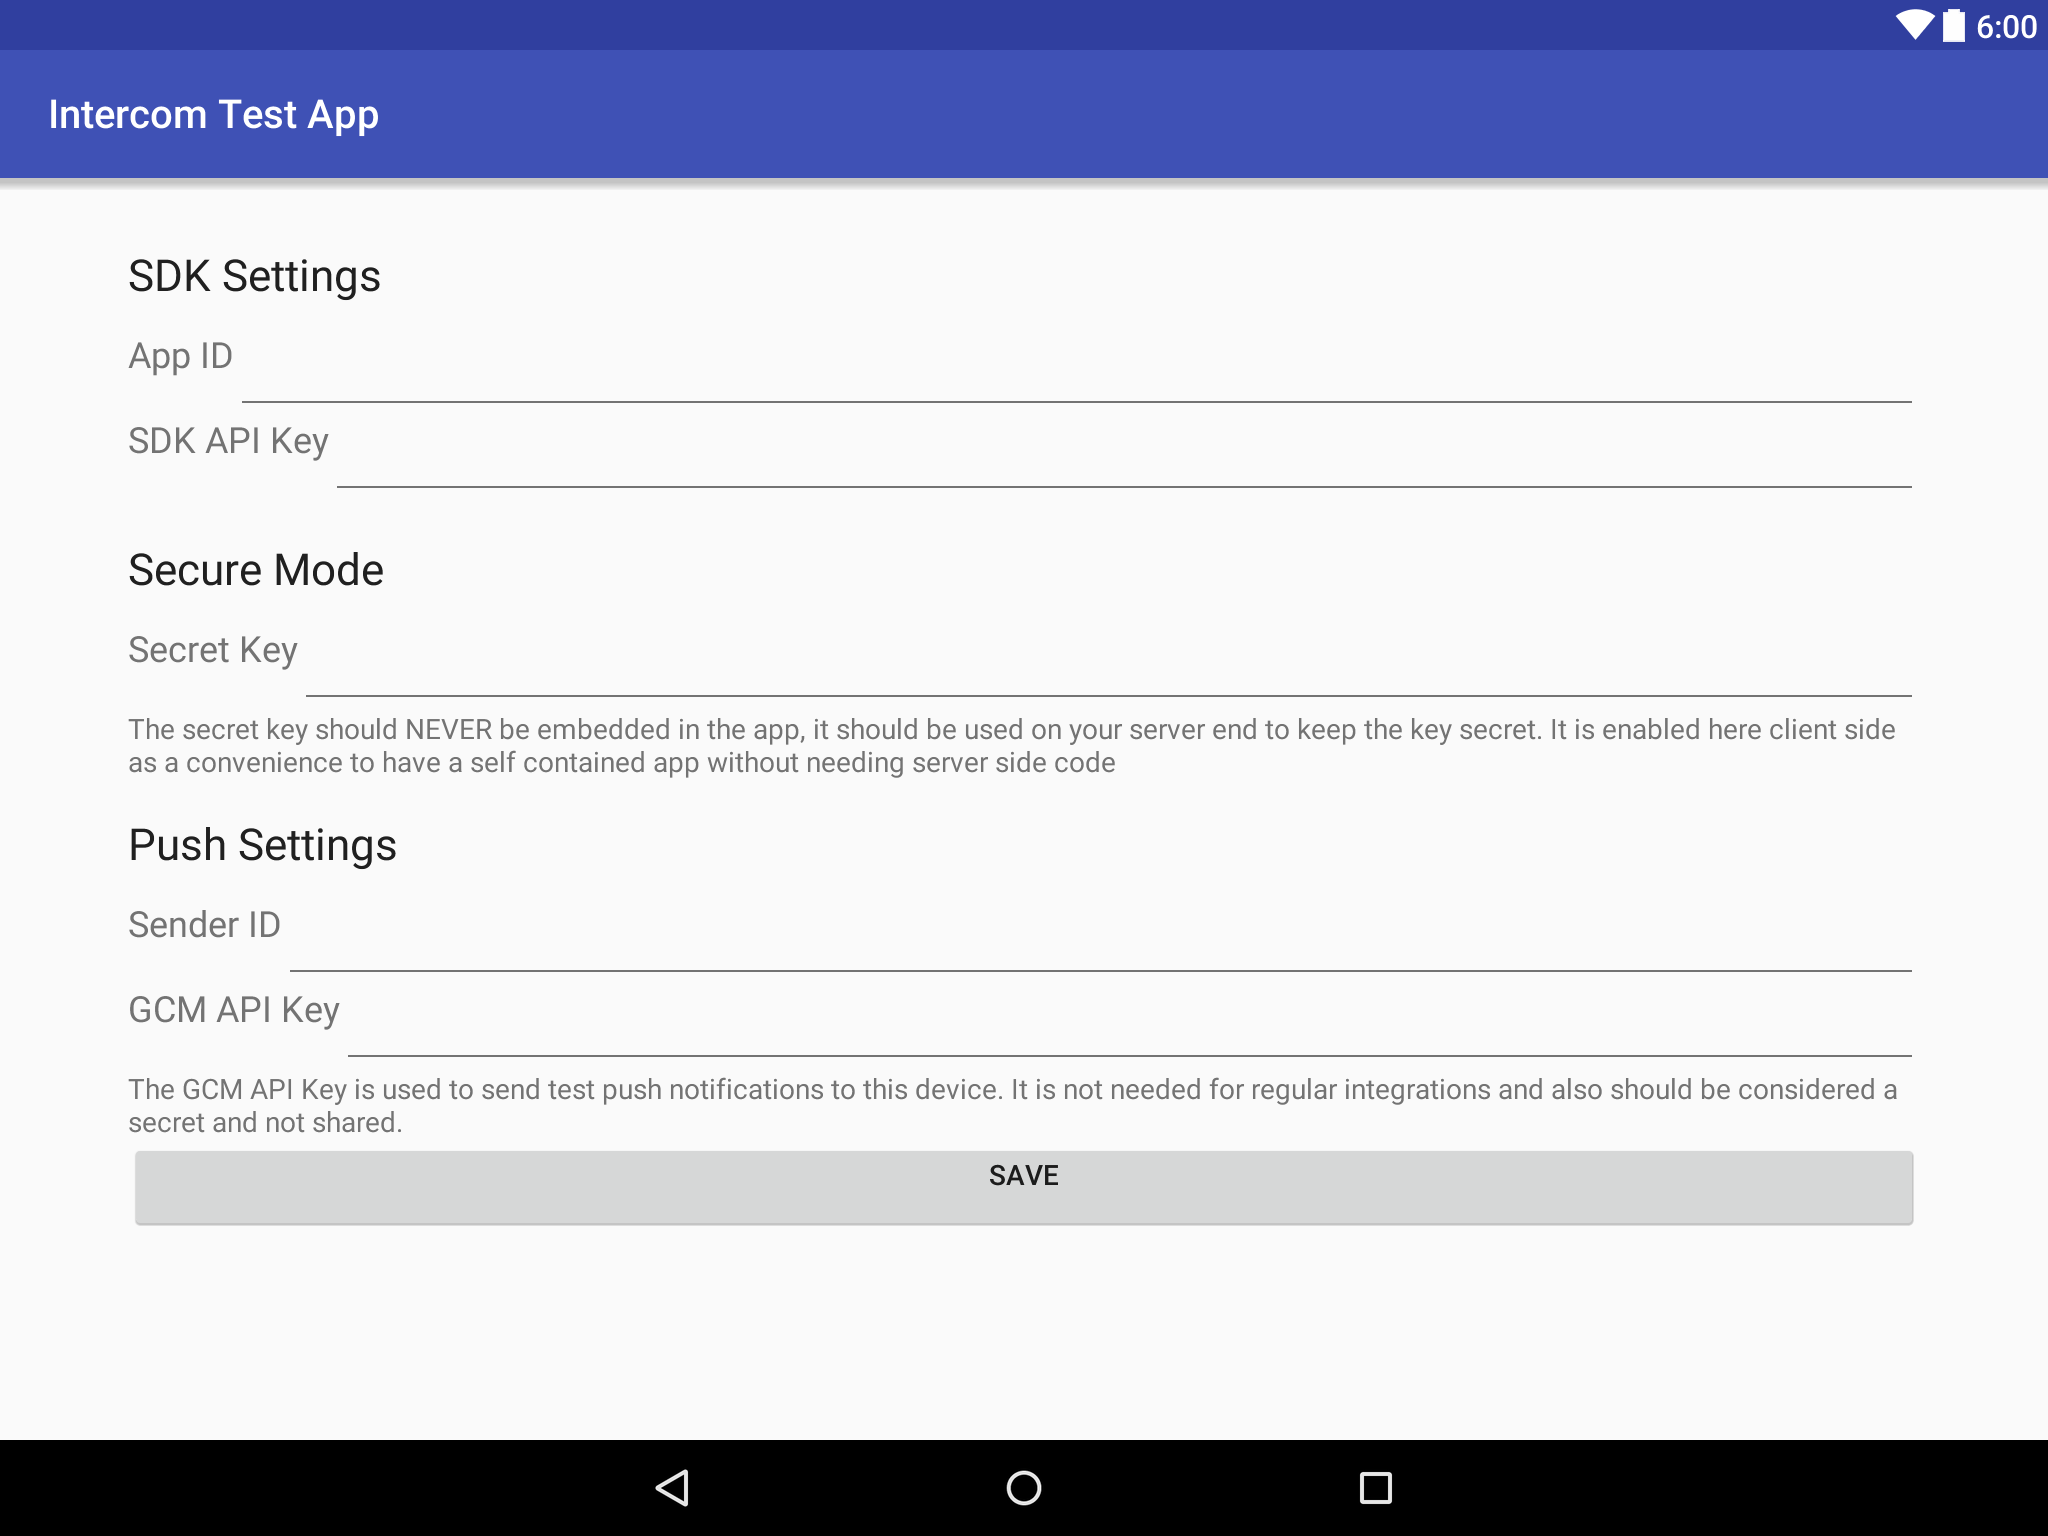 6:00
Intercom Test App
SDK Settings
App ID
SDK API Key
Secure Mode
Secret Key
The secret key should NEVER be embedded in the app, it should be used on your server end to keep the key secret. It is enabled here client side
as a convenience to have a self contained app without needing server side code
Push Settings
Sender ID
GCM API Key
The GCM API Key is used to send test push notifications to this device. It is not needed for regular integrations and also should be considered a
secret and not shared.
SAVE